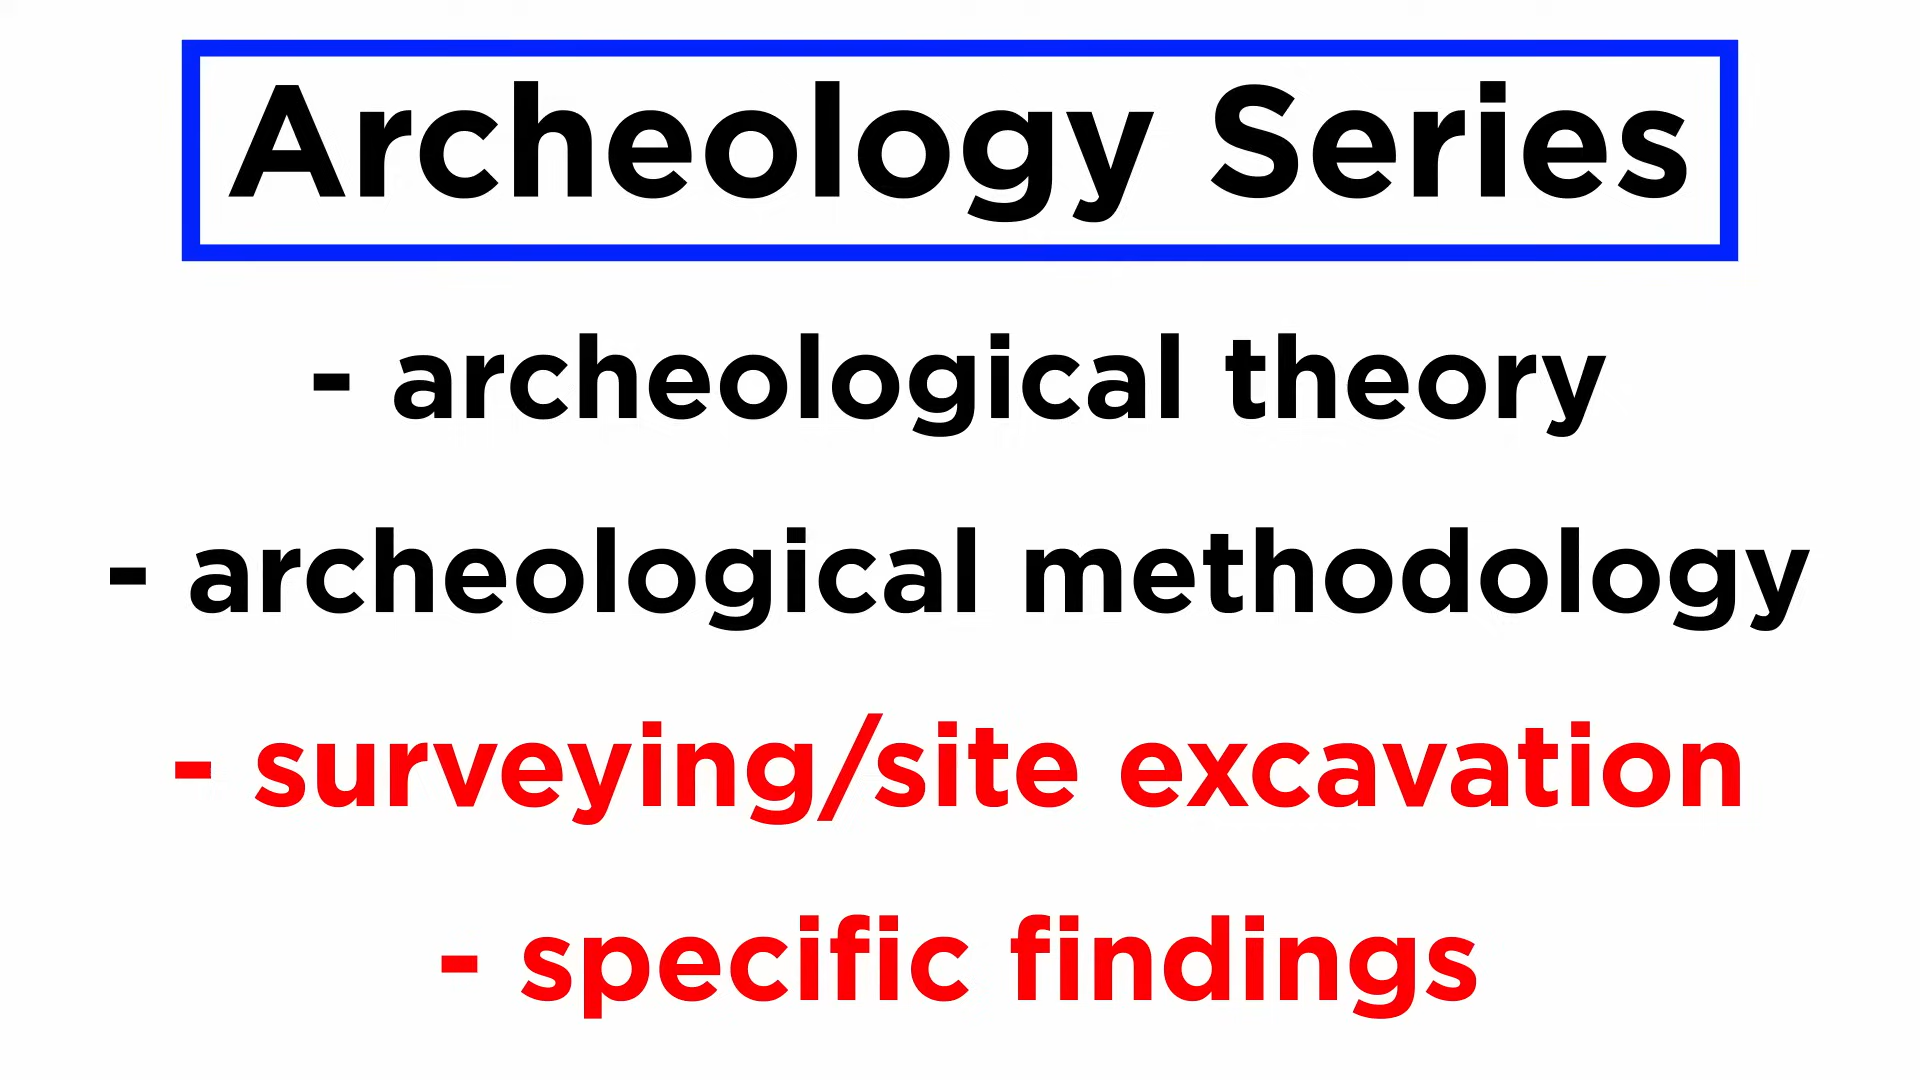 Archeology Series
- archeological theory
- archeological methodology
- surveying/site excavation
- specific findings